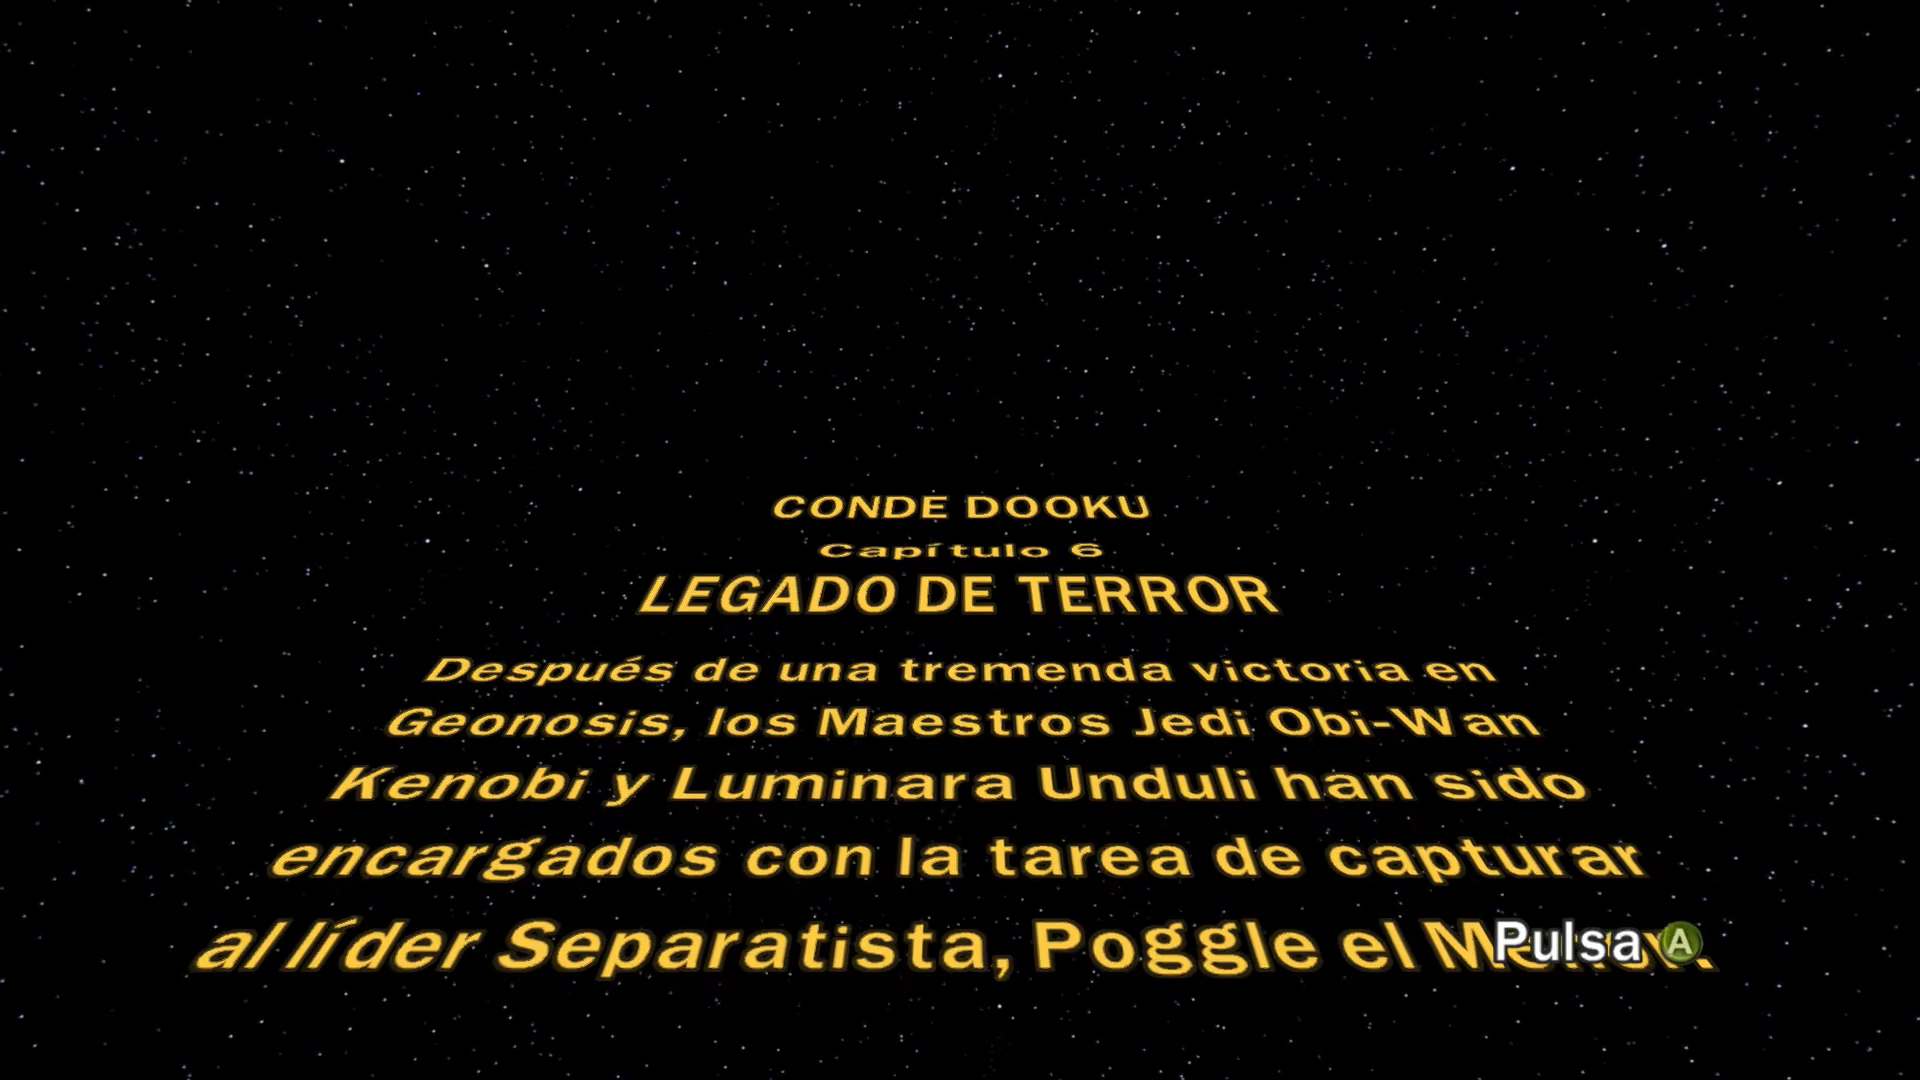 CONDE DOOKU
Capítulo 6
LEGADO DE TERROR
Después de una tremenda victoria en
Geonosis, los Maestros Jedi Obi-Wan
Kenobi y Luminara Unduli han sido
encargados con la tarea de capturar
al líder Separatista, Poggle el
Pulsa A